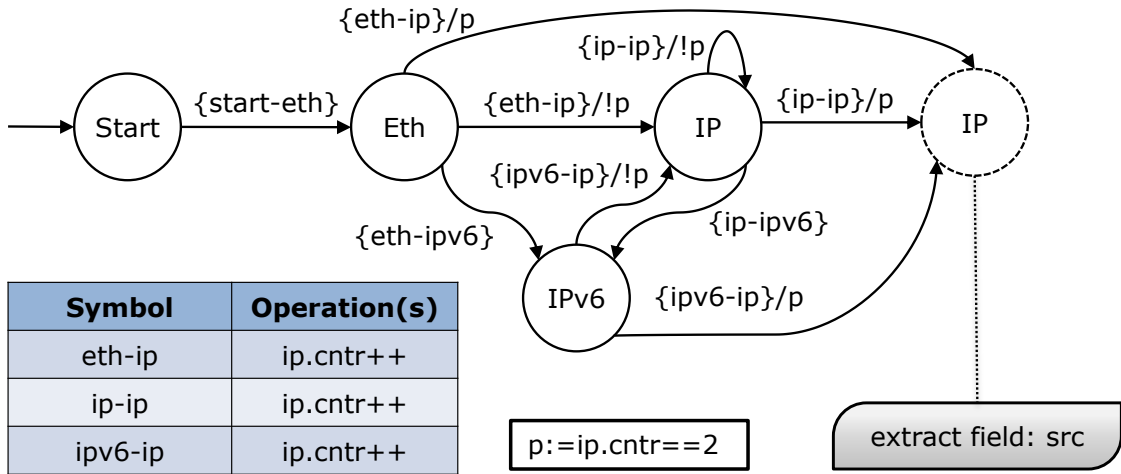 {eth-ip}/p
{ip-ip}/!p
{start-eth}
{eth-ip}/!p
{ip-ip}/p
Start
Eth
IP
IP
{ipv6-ip}/!p
{eth-ipv6}
{ip-ipv6}
IPv6
{ipv6-ip}/p
Symbol Operation(s)
eth-ip ip.cntr++
ip-ip ip.cntr++
ipv6-ip ip.cntr++
p:=ip.cntr==2
extract field: src